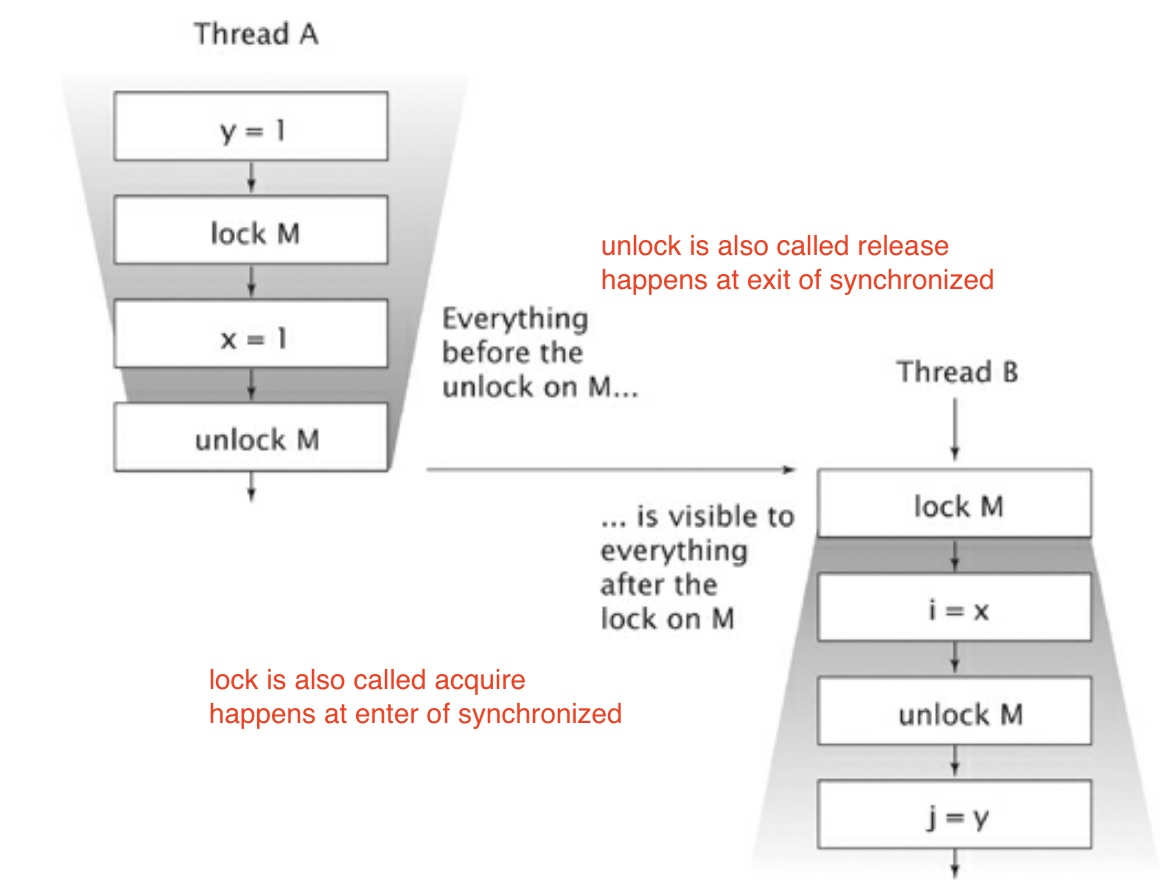 Thread A
y = 1
lock M
x = 1
unlock M
unlock is also called release
happens at exit of synchronized
Everything
before the
unlock on M...
Thread B
... is visible to
everything
after the
lock on M
lock M
i = x
unlock M
j = y
lock is also called acquire
happens at enter of synchronized